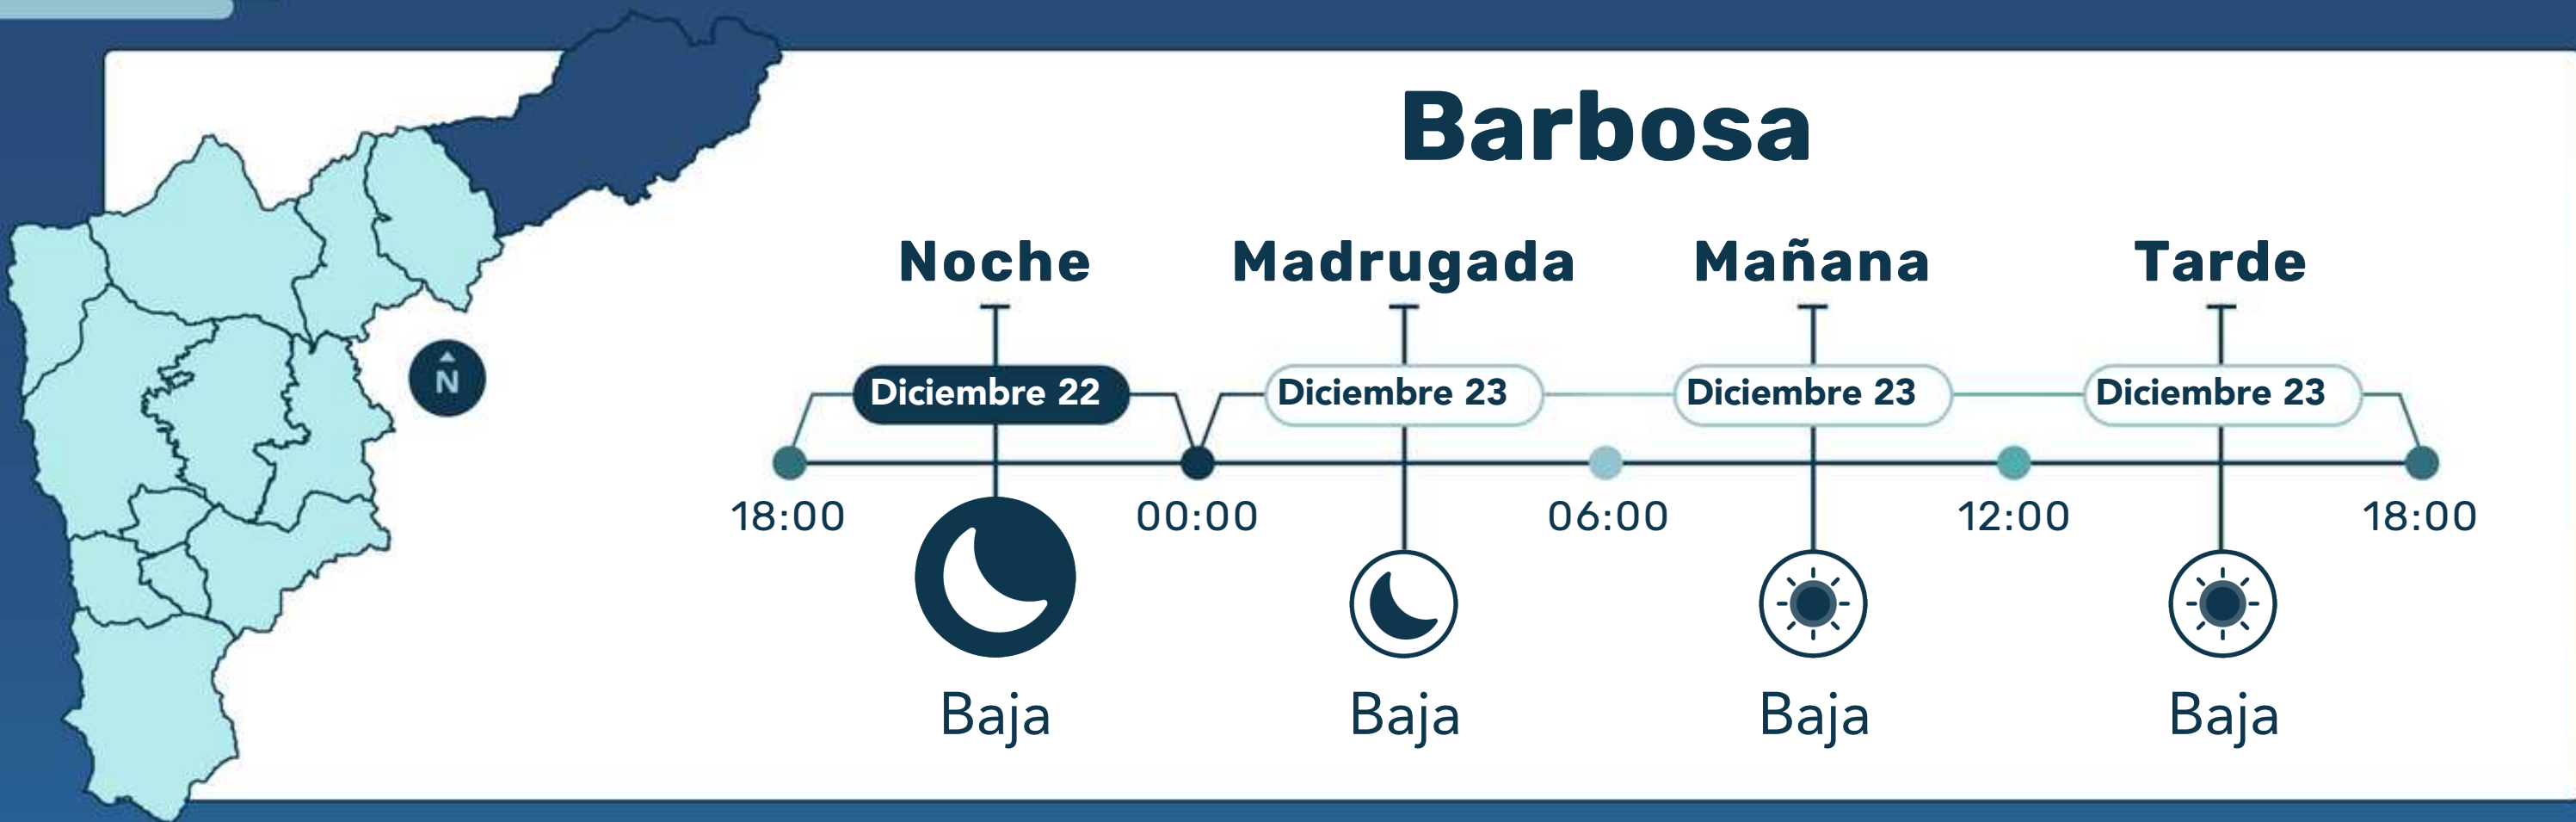 Barbosa
Noche Madrugada Mañana Tarde
N
Diciembre 22 Diciembre 23 Diciembre 23 Diciembre 23
18:00 00:00 06:00 12:00 18:00
Baja Baja Baja Baja